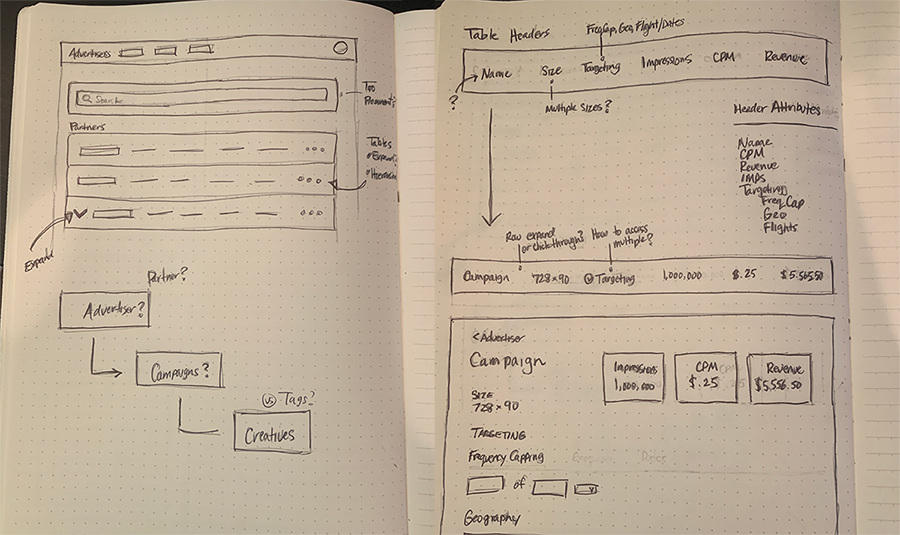 Advertisers
Search
Too
Prominent?
Partners
Tables
Expand?
Expand
Partner?
Advertiser?
Campaigns?
vs Tags?
Creatives
Table Headers
Freq Cap, Geo, Flight/Dates
Name Size Targeting Impressions CPM Revenue
?
Multiple Sizes?
Header Attributes
Name
CPM
Revenue
IMPs
Targeting
Freq Cap
Geo
Flights
Row expand
or click-through?
How to access
multiple?
Campaign 728×90 Targeting 1,000,000 $.25 $5,565.50
< Advertiser
Campaign
Impressions
1,000,000
CPM
$.25
Revenue
$5,556.50
SIZE
728×90
TARGETING
Frequency Capping
of
Geography